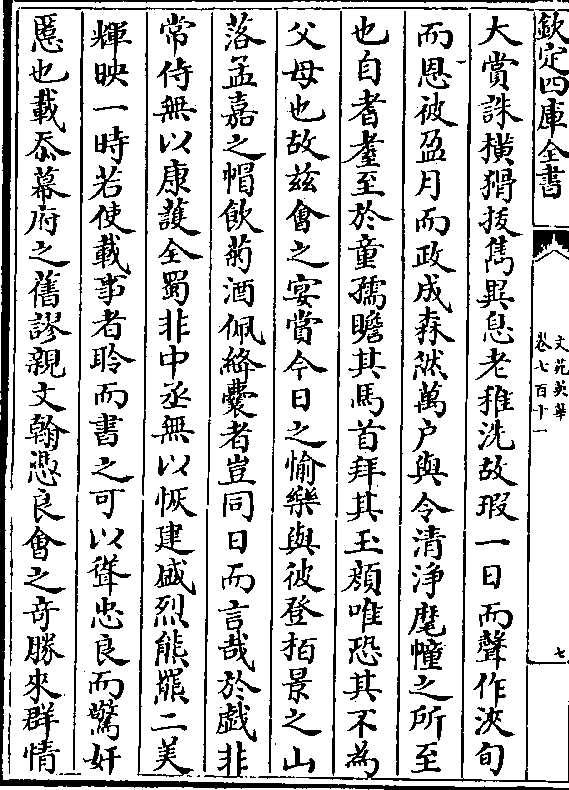 欽定四庫全書
文苑英華
卷七百十一
七
大賞誅横猾拔雋異息老稚洗故瑕一日而聲作浹旬
而恩被盈月而政成森然萬户與令清淨麾幢之所至
也自耆耋至於童孺瞻其馬首拜其玉顔唯恐其不為
父母也故兹會之宴賞今日之愉樂與彼登拍景之山
落孟嘉之帽飲菊酒佩絳囊者豈同日而言哉於戲非
常侍無以康䕶全蜀非中丞無以恢建盛烈熊羆二美
輝映一時若使載事者聆而書之可以聳忠良而驚奸
慝也載忝幕府之舊謬親文翰慿良會之竒勝來群情